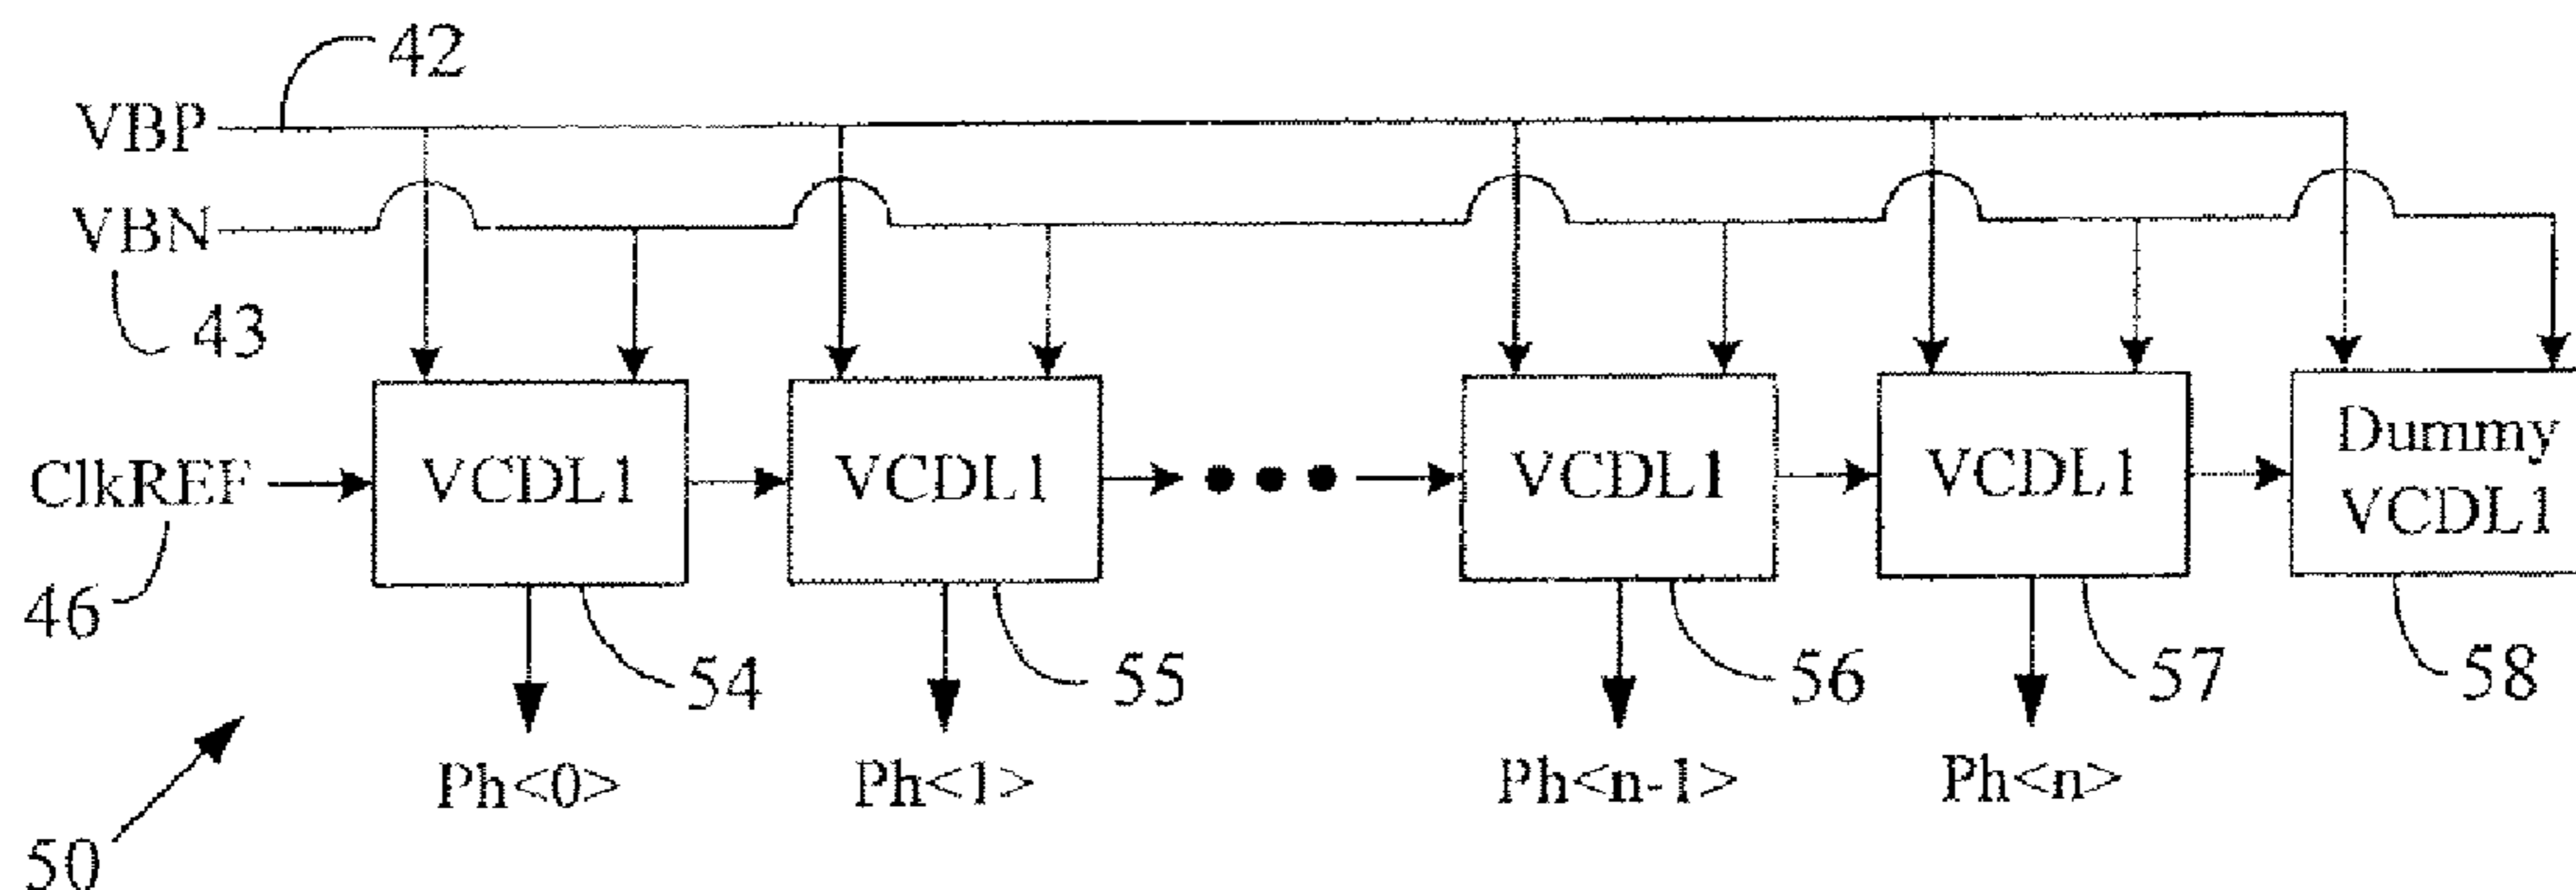 42
VBP
VBN
43
ClkREF
VCDL1
VCDL1
VCDL1
VCDL1
Dummy
VCDL1
46
54
55
56
57
58
Ph<0>
Ph<1>
Ph<n-1>
Ph<n>
50